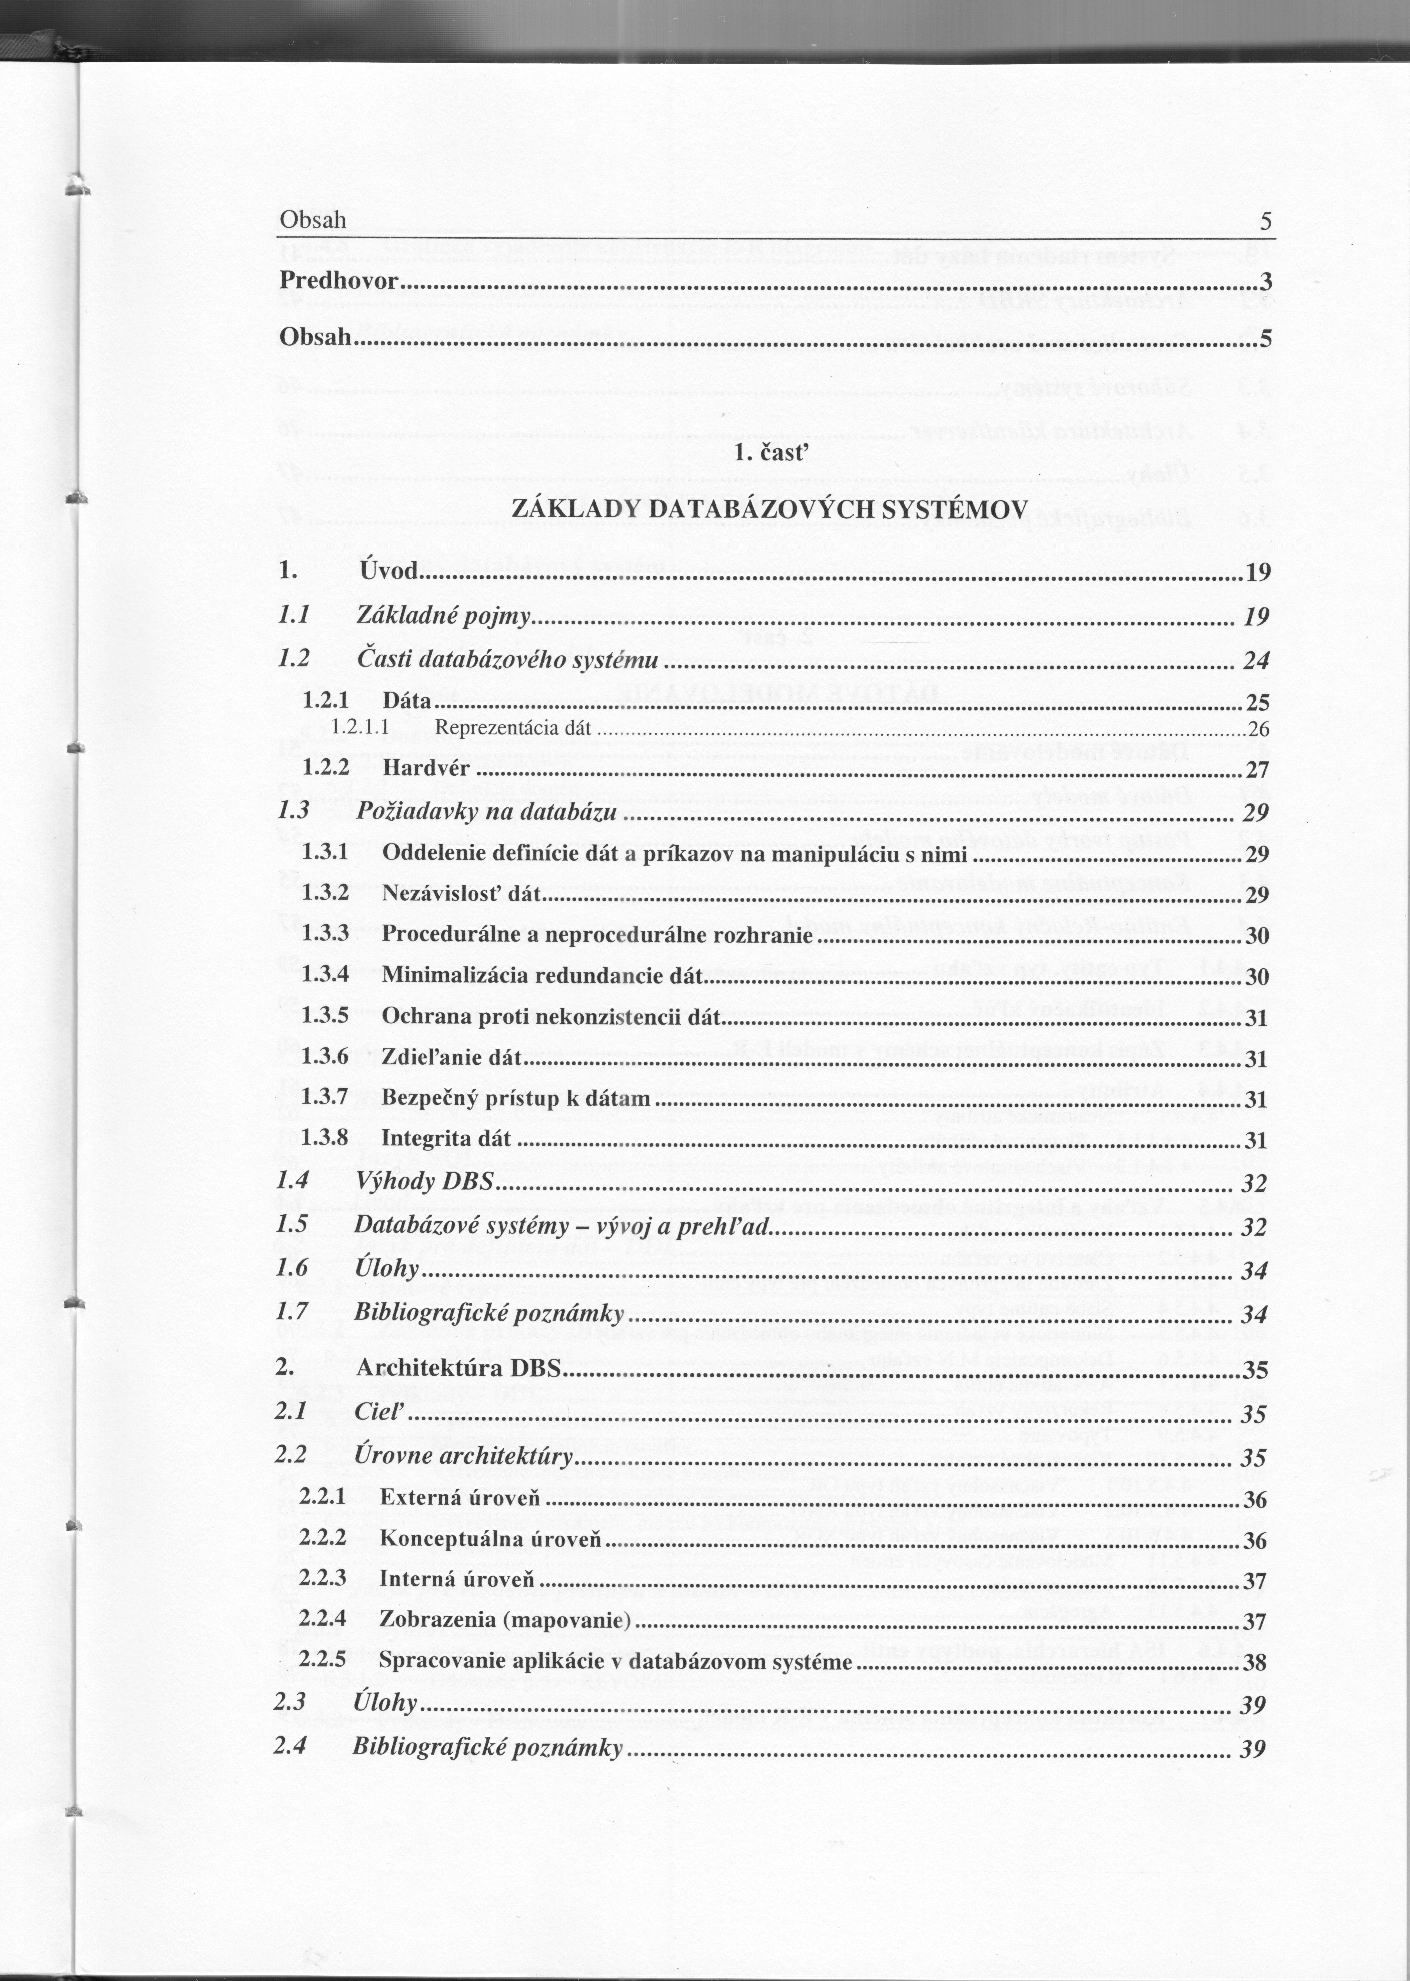 Obsah 5
Predhovor 3
Obsah 5
1. časť
ZÁKLADY DATABÁZOVÝCH SYSTÉMOV
1. Úvod 19
1.1 Základné pojmy 19
1.2 Časti databázového systému 24
1.2.1 Dáta 25
1.2.1.1 Reprezentácia dát 26
1.2.2 Hardvér 27
1.3 Požiadavky na databázu 29
1.3.1 Oddelenie definície dát a príkazov na manipuláciu s nimi 29
1.3.2 Nezávislosť dát 29
1.3.3 Procedurálne a neprocedurálne rozhranie 30
1.3.4 Minimalizácia redundancie dát 30
1.3.5 Ochrana proti nekonzistencii dát 31
1.3.6 Zdieľanie dát 31
1.3.7 Bezpečný prístup k dátam 31
1.3.8 Integrita dát 31
1.4 Výhody DBS 32
1.5 Databázové systémy – vývoj a prehľad 32
1.6 Úlohy 34
1.7 Bibliografické poznámky 34
2. Architektúra DBS 35
2.1 Cieľ 35
2.2 Úrovne architektúry 35
2.2.1 Externá úroveň 36
2.2.2 Konceptuálna úroveň 36
2.2.3 Interná úroveň 37
2.2.4 Zobrazenia (mapovanie) 37
2.2.5 Spracovanie aplikácie v databázovom systéme 38
2.3 Úlohy 39
2.4 Bibliografické poznámky 39